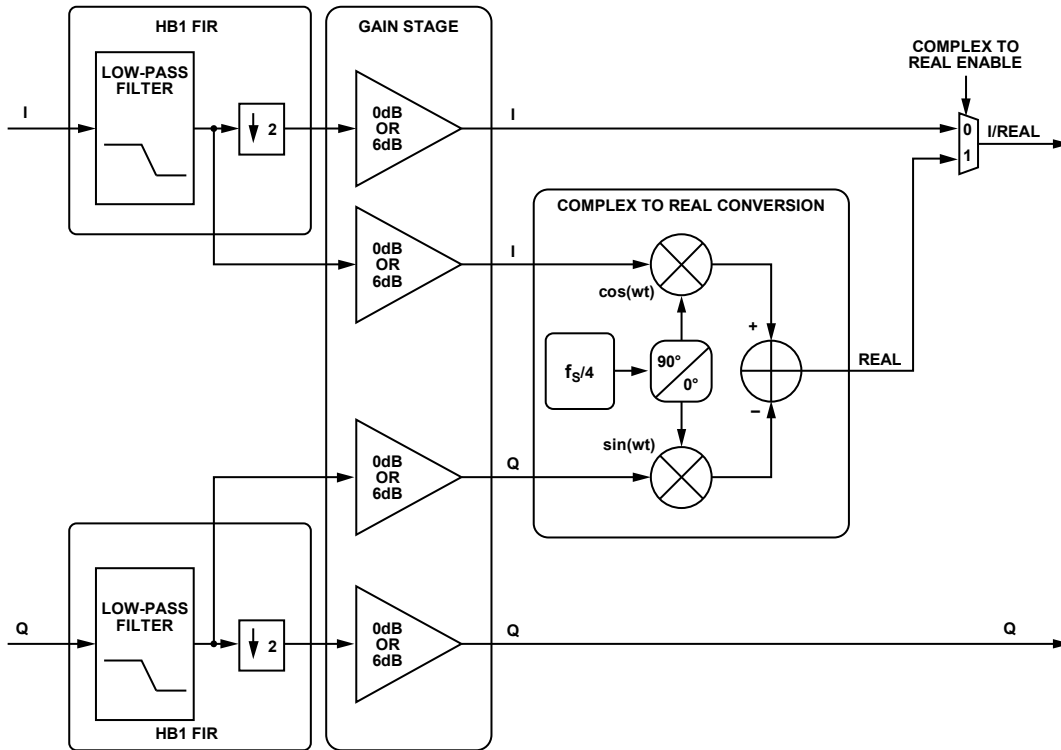 HB1 FIR
GAIN STAGE
LOW-PASS
FILTER
COMPLEX TO
REAL ENABLE
I
2
0dB
OR
6dB
I
0
1
I/REAL
COMPLEX TO REAL CONVERSION
0dB
OR
6dB
I
cos(wt)
+
fS/4
90°
0°
REAL
–
sin(wt)
0dB
OR
6dB
Q
LOW-PASS
FILTER
Q
2
0dB
OR
6dB
Q
Q
HB1 FIR